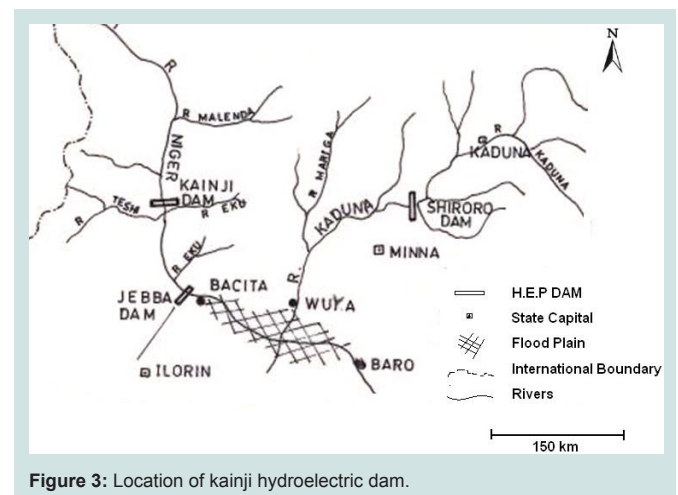 N
R
R MALENDA
NIGER
KAINJI
DAM
R TESHI
R EKU
R EKU
R MARIGA
R KADUNA
KADUNA
R. KADUNA
SHIRORO
DAM
MINNA
JEBBA
DAM
BACITA
WUYA
BARO
ILORIN
H.E.P DAM
State Capital
Flood Plain
International Boundary
Rivers
150 km
Figure 3: Location of kainji hydroelectric dam.